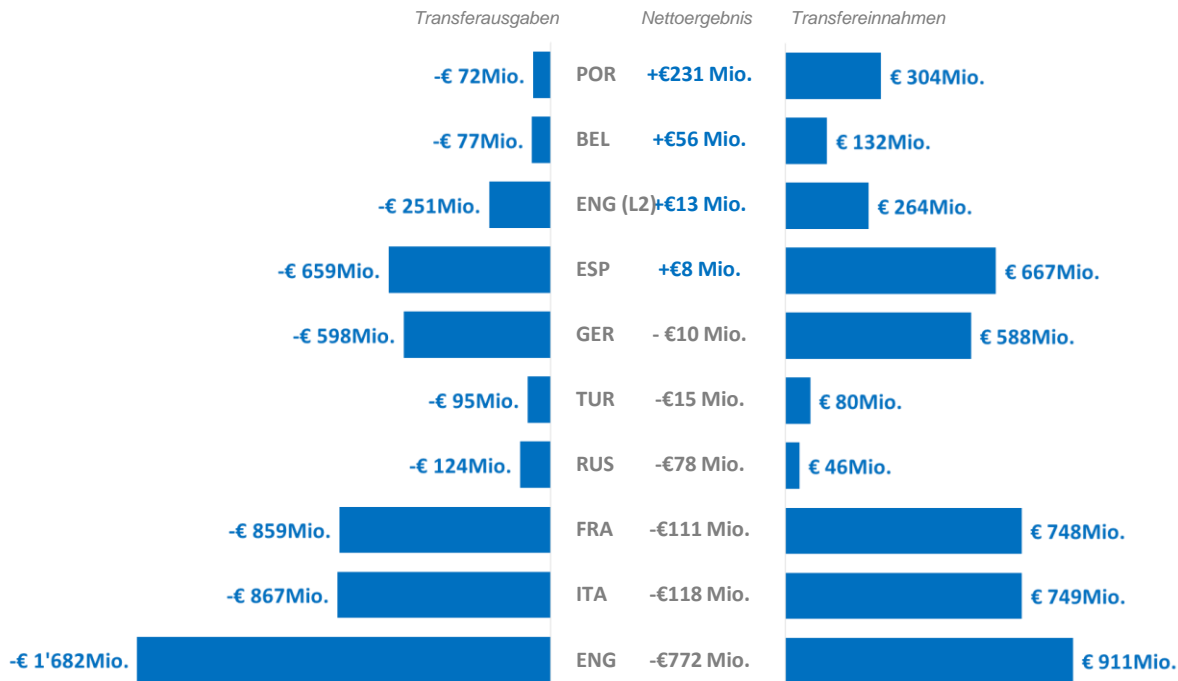 Transferausgaben Nettoergebnis Transfereinnahmen
-€ 72Mio. POR +€231 Mio. € 304Mio.
-€ 77Mio. BEL +€56 Mio. € 132Mio.
-€ 251Mio. ENG (L2) +€13 Mio. € 264Mio.
-€ 659Mio. ESP +€8 Mio. € 667Mio.
-€ 598Mio. GER - €10 Mio. € 588Mio.
-€ 95Mio. TUR -€15 Mio. € 80Mio.
-€ 124Mio. RUS -€78 Mio. € 46Mio.
-€ 859Mio. FRA -€111 Mio. € 748Mio.
-€ 867Mio. ITA -€118 Mio. € 749Mio.
-€ 1'682Mio. ENG -€772 Mio. € 911Mio.